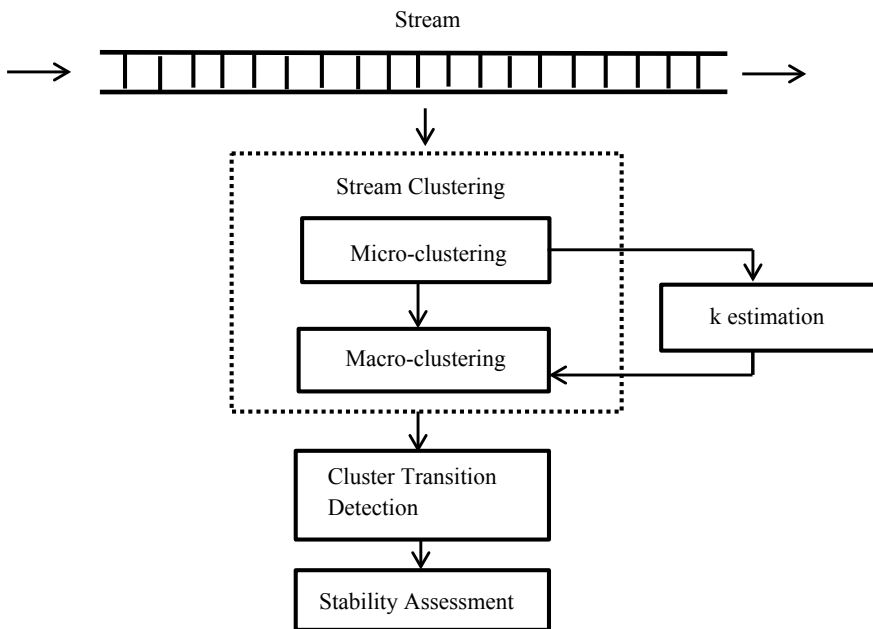 Stream
Stream Clustering
Micro-clustering
k estimation
Macro-clustering
Cluster Transition
Detection
Stability Assessment